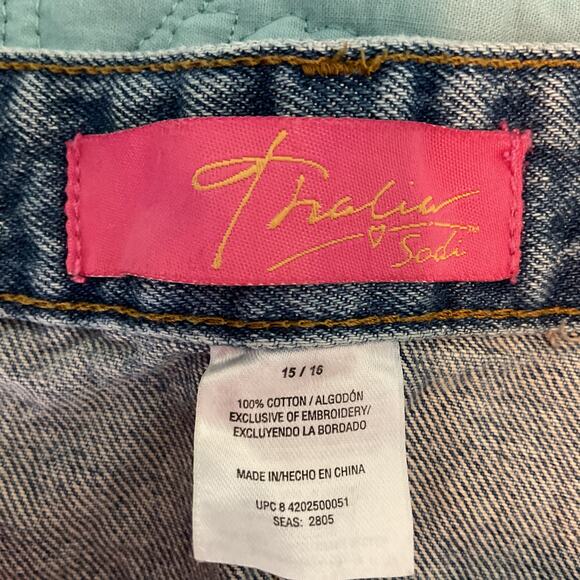 Thalia
Sodi™
15 / 16
100% COTTON / ALGODÓN
EXCLUSIVE OF EMBROIDERY/
EXCLUYENDO LA BORDADO
MADE IN/HECHO EN CHINA
UPC 8 4202500051
SEAS: 2805